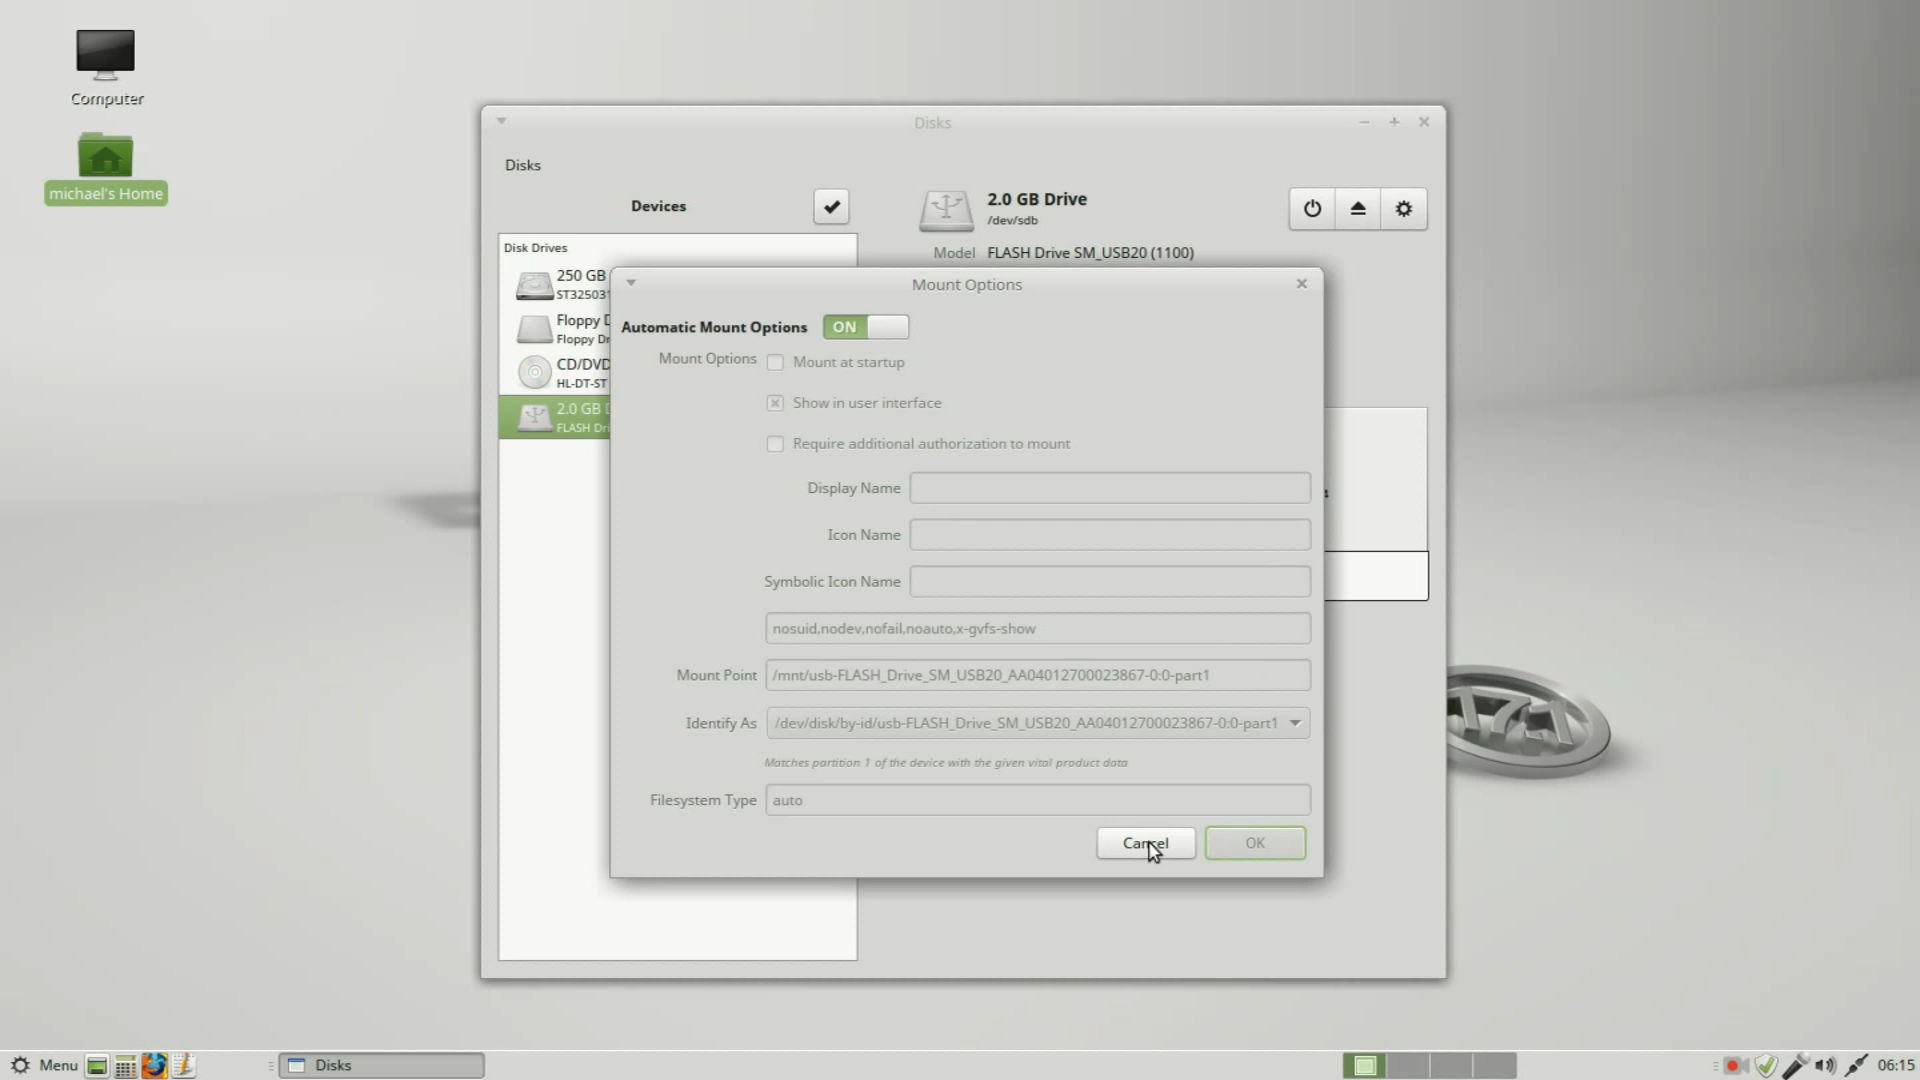 Computer
michael's Home
Disks
Disks
Devices
2.0 GB Drive
/dev/sdb
Model FLASH Drive SM_USB20 (1100)
Disk Drives
250 GB
Floppy
Floppy
CD/DVD
HL-DT-ST
2.0 GB
FLASH
Mount Options
Automatic Mount Options ON
Mount Options
Mount at startup
Show in user interface
Require additional authorization to mount
Display Name
Icon Name
Symbolic Icon Name
nosuid,nodev,nofail,noauto,x-gvfs-show
Mount Point /mnt/usb-FLASH_Drive_SM_USB20_AA04012700023867-0:0-part1
Identify As /dev/disk/by-id/usb-FLASH_Drive_SM_USB20_AA04012700023867-0:0-part1
Matches partition 1 of the device with the given vital product data
Filesystem Type auto
Cancel
OK
17.1
Menu
Disks
06:15